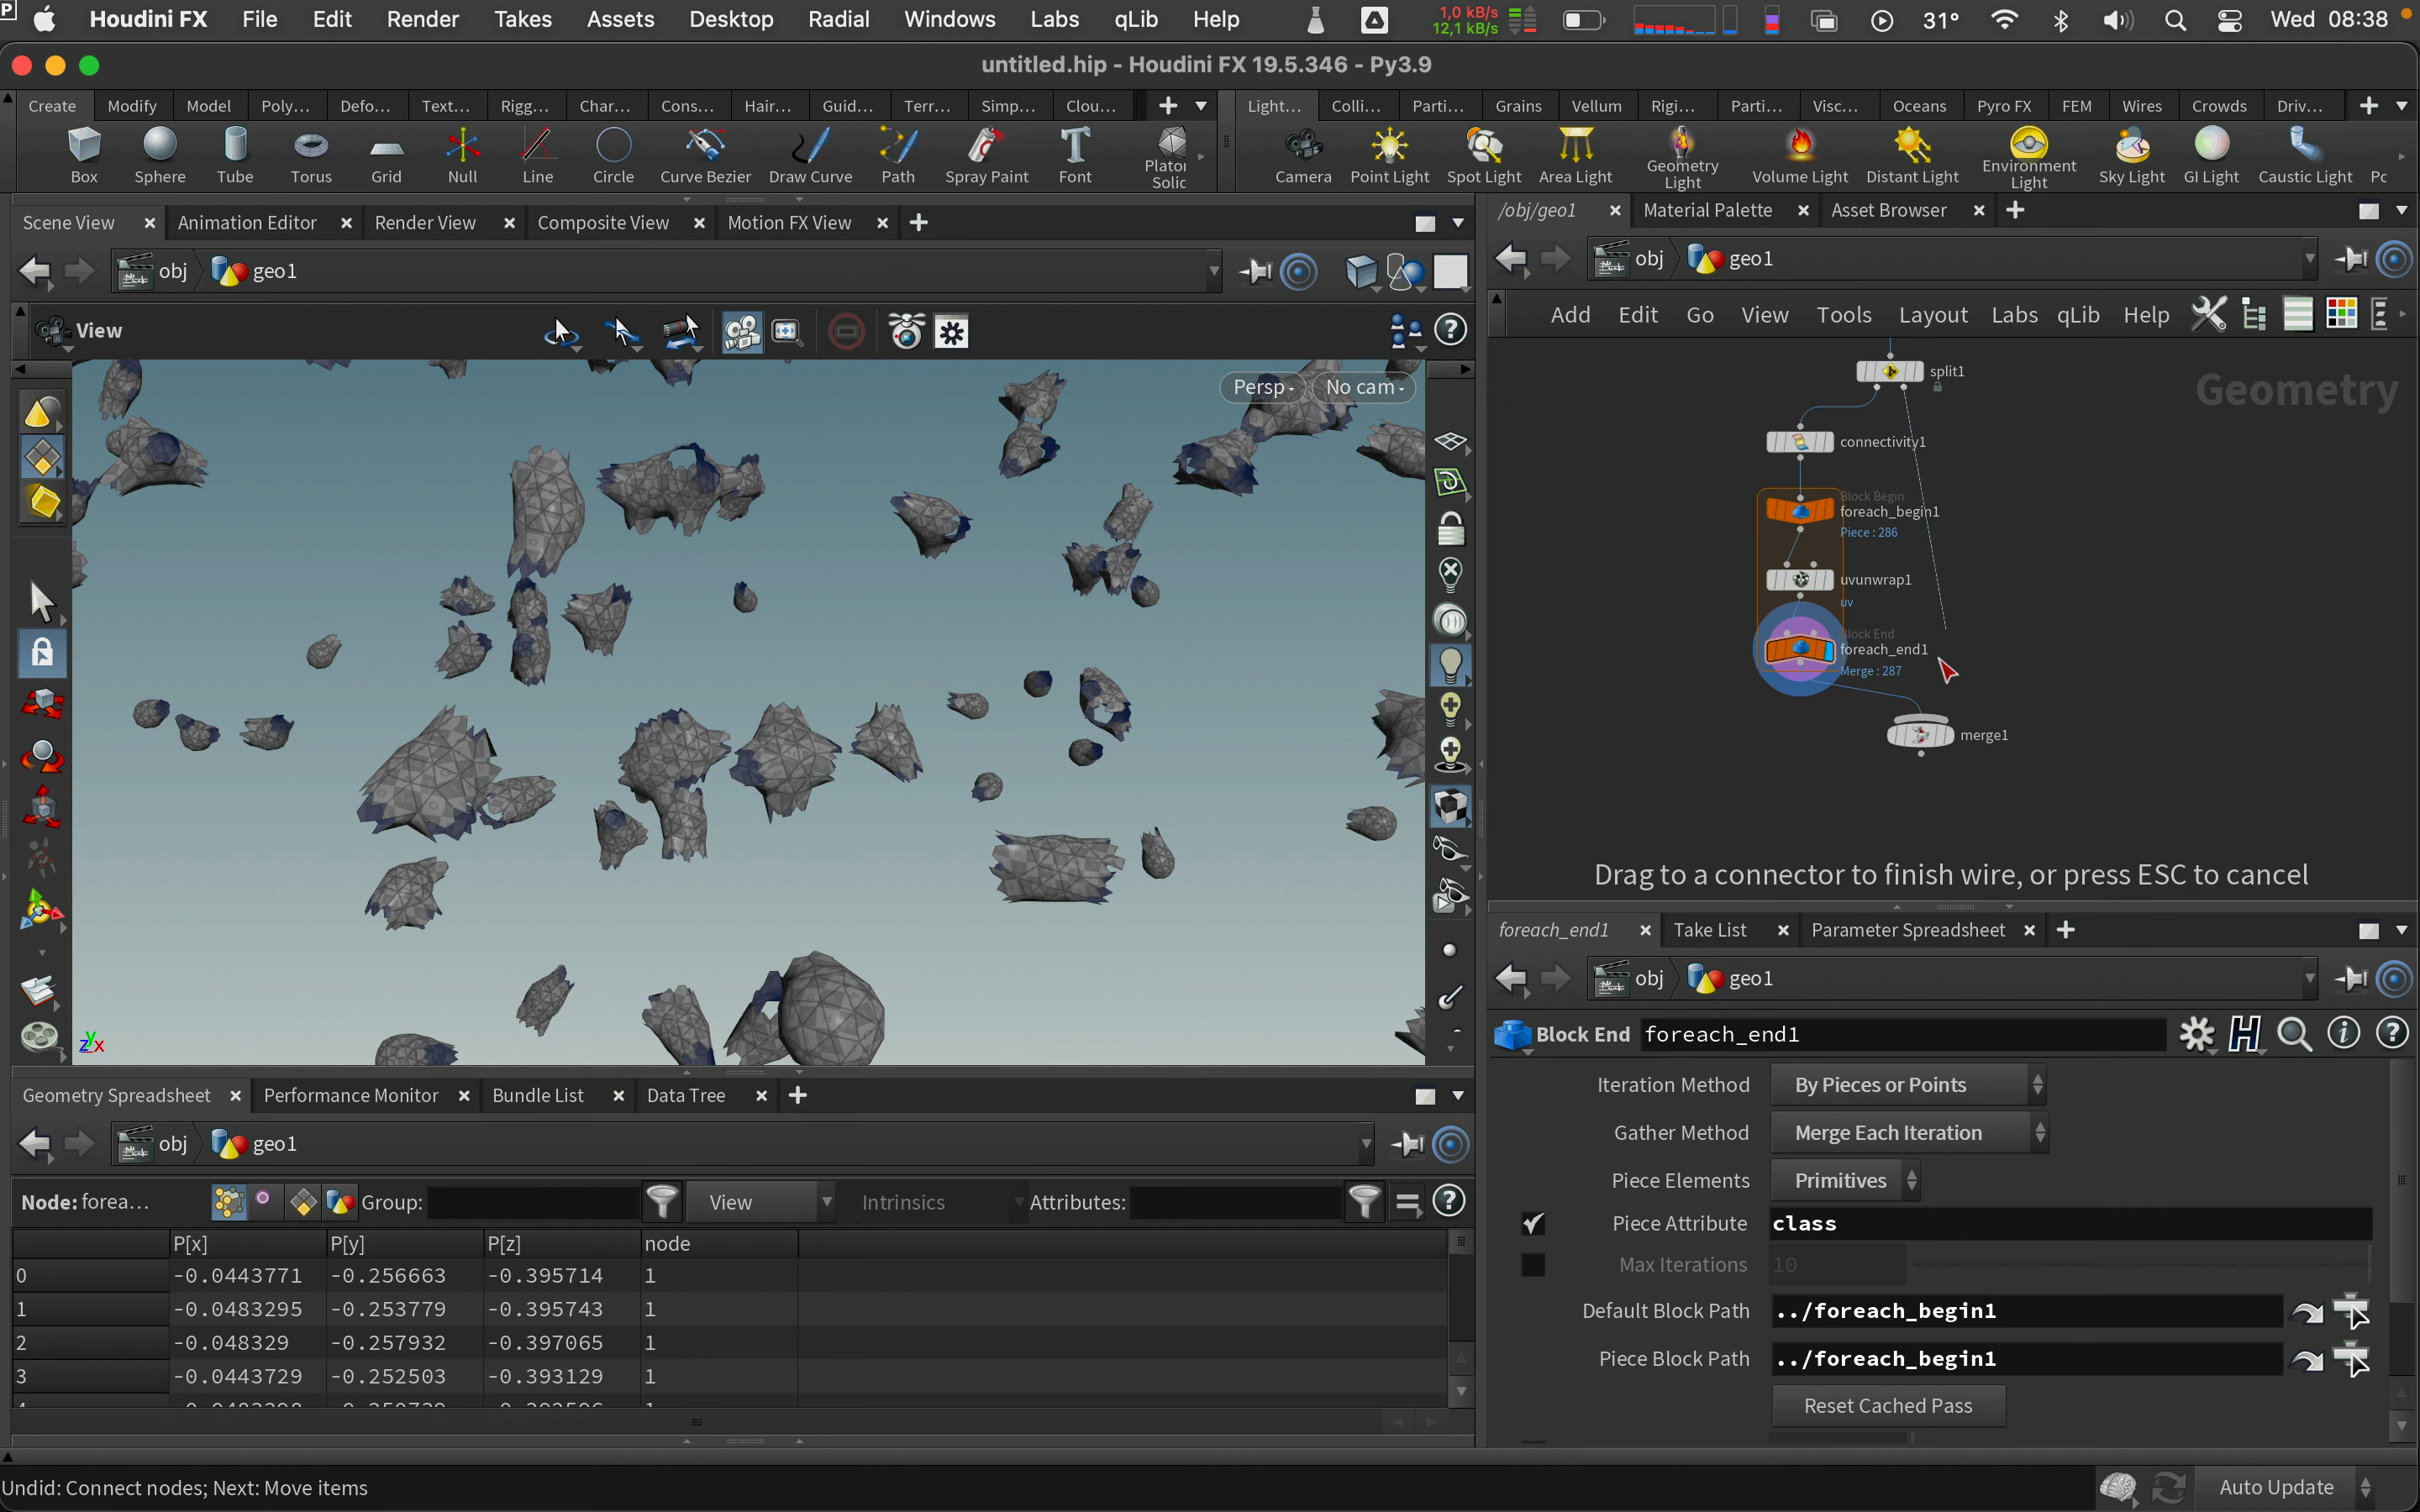 P
Houdini FX File Edit Render Takes Assets Desktop Radial Windows Labs qLib Help 1,0 kB/s 12,1 kB/s 31° Wed 08:38
untitled.hip - Houdini FX 19.5.346 - Py3.9
Create Modify Model Poly... Defo... Text... Rigg... Char... Cons... Hair... Guid... Terr... Simp... Clou...
Light... Colli... Parti... Grains Vellum Rigi... Parti... Visc... Oceans Pyro FX FEM Wires Crowds Driv...
Box Sphere Tube Torus Grid Null Line Circle Curve Bezier Draw Curve Path Spray Paint Font Platoi Solic
Camera Point Light Spot Light Area Light Geometry Light Volume Light Distant Light Environment Light Sky Light GI Light Caustic Light Pc
Scene View Animation Editor Render View Composite View Motion FX View
/obj/geo1 Material Palette Asset Browser
obj geo1
obj geo1
Add Edit Go View Tools Layout Labs qLib Help
View
Persp No cam
Geometry
split1
connectivity1
Block Begin
foreach_begin1
Piece : 286
uvunwrap1
uv
Block End
foreach_end1
Merge : 287
merge1
Drag to a connector to finish wire, or press ESC to cancel
y
z x
foreach_end1 Take List Parameter Spreadsheet
obj geo1
Block End foreach_end1
Iteration Method By Pieces or Points
Gather Method Merge Each Iteration
Piece Elements Primitives
Piece Attribute class
Max Iterations 10
Default Block Path ../foreach_begin1
Piece Block Path ../foreach_begin1
Reset Cached Pass
Geometry Spreadsheet Performance Monitor Bundle List Data Tree
obj geo1
Node: forea... Group: View Intrinsics Attributes:
P[x] P[y] P[z] node
0 -0.0443771 -0.256663 -0.395714 1
1 -0.0483295 -0.253779 -0.395743 1
2 -0.048329 -0.257932 -0.397065 1
3 -0.0443729 -0.252503 -0.393129 1
Undid: Connect nodes; Next: Move items
Auto Update